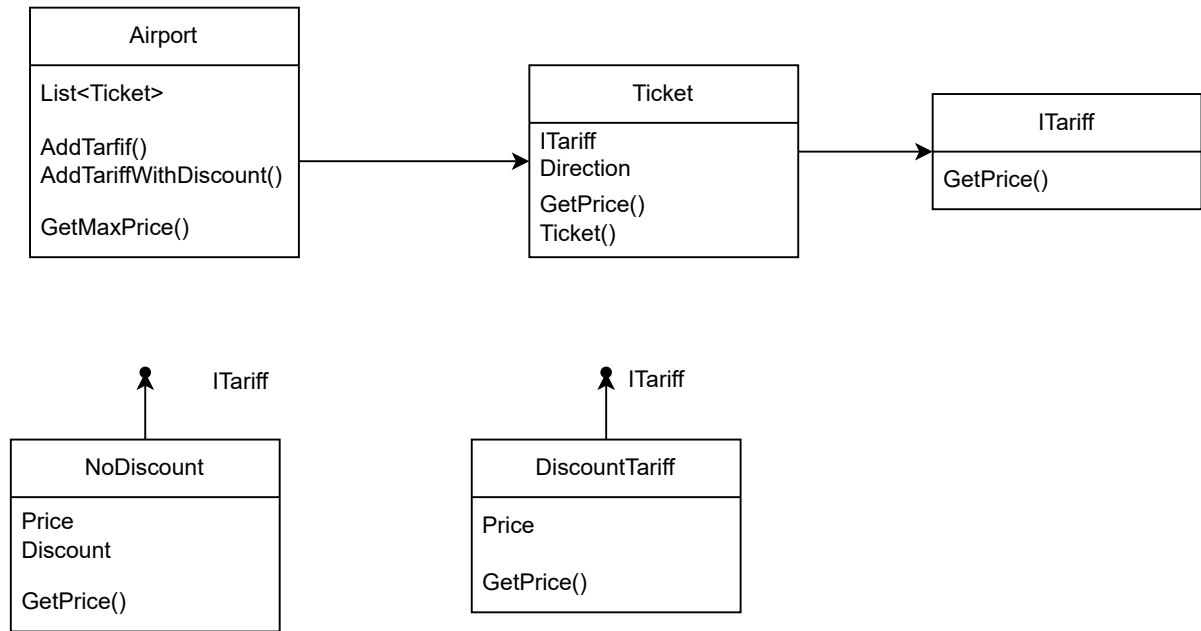 Airport
List<Ticket>
AddTarfif()
AddTariffWithDiscount()
GetMaxPrice()
Ticket
ITariff
Direction
GetPrice()
Ticket()
ITariff
GetPrice()
ITariff
NoDiscount
Price
Discount
GetPrice()
ITariff
DiscountTariff
Price
GetPrice()